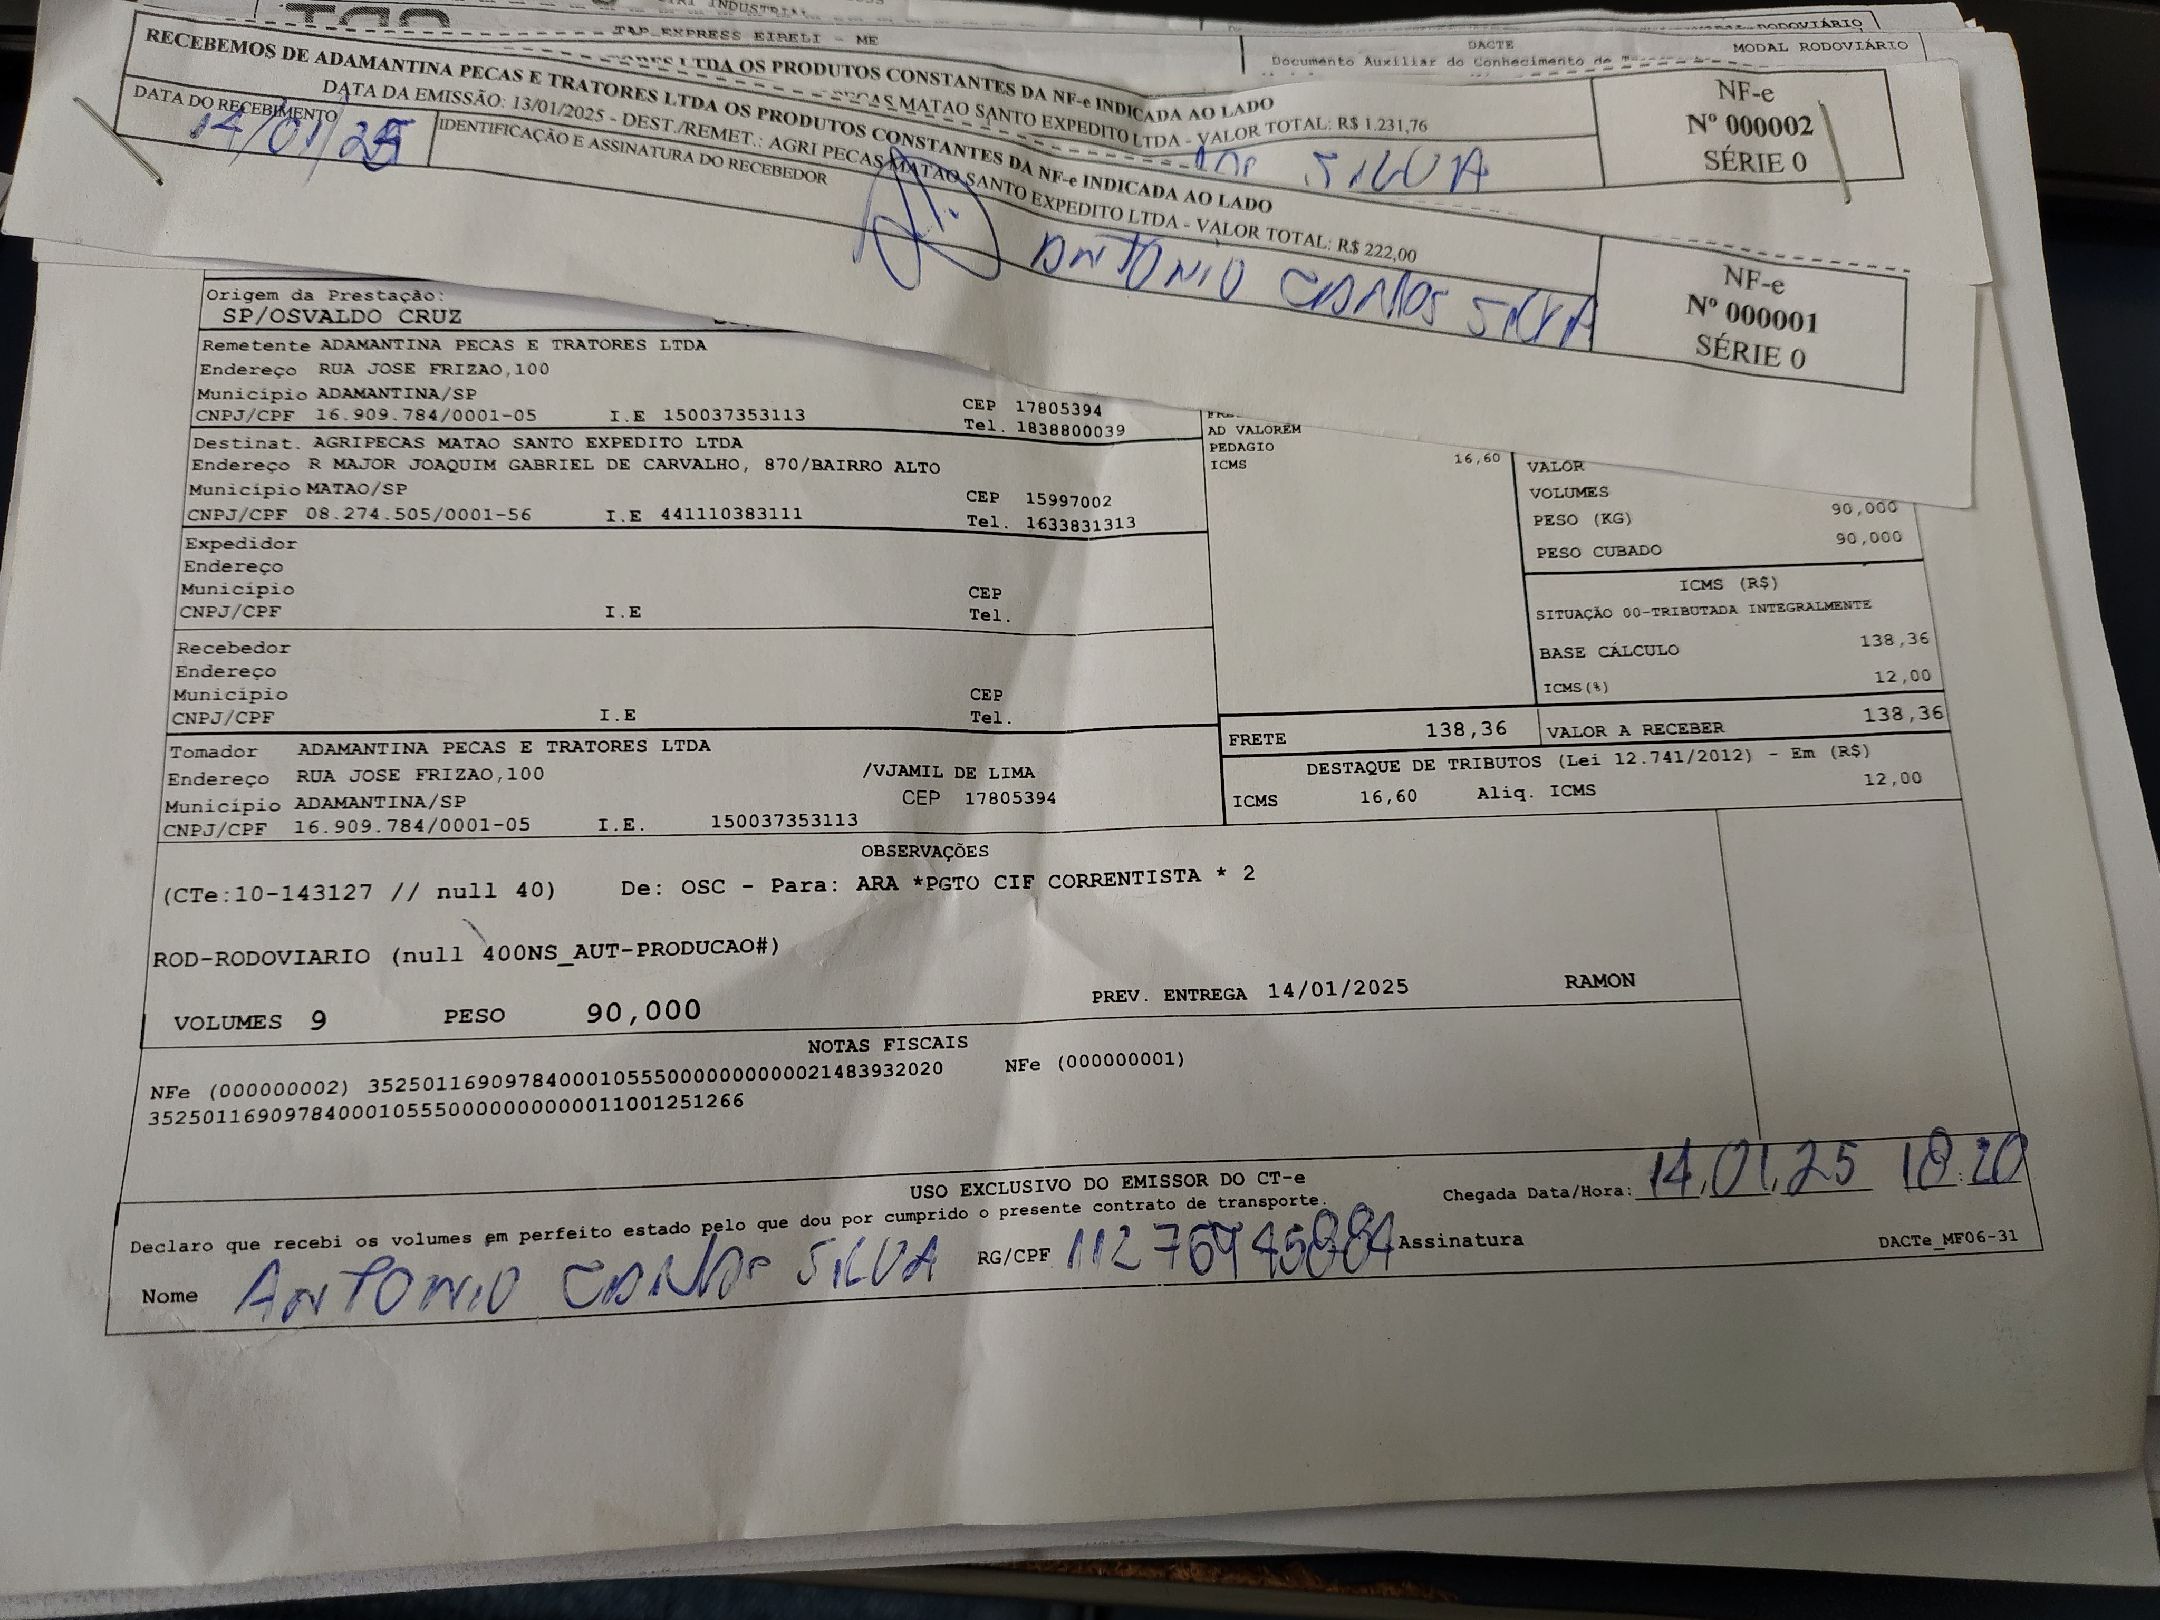 TAP EXPRESS EIRELI - ME
DACTE
MODAL RODOVIÁRIO
Documento Auxiliar do Conhecimento de
LTDA OS PRODUTOS CONSTANTES DA NF-e INDICADA AO LADO
PECAS MATAO SANTO EXPEDITO LTDA - VALOR TOTAL: R$ 1.231,76
SILVA
NF-e
Nº 000002
SÉRIE 0
RECEBEMOS DE ADAMANTINA PECAS E TRATORES LTDA OS PRODUTOS CONSTANTES DA NF-e INDICADA AO LADO
DATA DA EMISSÃO: 13/01/2025 - DEST./REMET.: AGRI PECAS MATAO SANTO EXPEDITO LTDA - VALOR TOTAL: R$ 222,00
DATA DO RECEBIMENTO
14/01/25
IDENTIFICAÇÃO E ASSINATURA DO RECEBEDOR
ANTONIO CARLOS SILVA
NF-e
Nº 000001
SÉRIE 0
Origem da Prestação:
SP/OSVALDO CRUZ
Remetente ADAMANTINA PECAS E TRATORES LTDA
Endereço RUA JOSE FRIZAO,100
Município ADAMANTINA/SP CEP 17805394
CNPJ/CPF 16.909.784/0001-05 I.E 150037353113 Tel. 1838800039
Destinat. AGRIPECAS MATAO SANTO EXPEDITO LTDA
Endereço R MAJOR JOAQUIM GABRIEL DE CARVALHO, 870/BAIRRO ALTO
Município MATAO/SP CEP 15997002
CNPJ/CPF 08.274.505/0001-56 I.E 441110383111 Tel. 1633831313
Expedidor
Endereço
Município CEP
CNPJ/CPF I.E Tel.
Recebedor
Endereço
Município CEP
CNPJ/CPF I.E Tel.
Tomador ADAMANTINA PECAS E TRATORES LTDA
Endereço RUA JOSE FRIZAO,100 /VJAMIL DE LIMA
Município ADAMANTINA/SP CEP 17805394
CNPJ/CPF 16.909.784/0001-05 I.E. 150037353113
AD VALOREM
PEDAGIO
ICMS 16,60
VALOR
VOLUMES
PESO (KG) 90,000
PESO CUBADO 90,000
ICMS (R$)
SITUAÇÃO 00-TRIBUTADA INTEGRALMENTE
BASE CÁLCULO 138,36
ICMS(%) 12,00
FRETE 138,36 VALOR A RECEBER 138,36
DESTAQUE DE TRIBUTOS (Lei 12.741/2012) - Em (R$)
ICMS 16,60 Aliq. ICMS 12,00
OBSERVAÇÕES
(CTe:10-143127 // null 40) De: OSC - Para: ARA *PGTO CIF CORRENTISTA * 2
ROD-RODOVIARIO (null 400NS_AUT-PRODUCAO#)
VOLUMES 9 PESO 90,000 PREV. ENTREGA 14/01/2025 RAMON
NOTAS FISCAIS
NFe (000000002) 35250116909784000105550000000000021483932020 NFe (000000001)
35250116909784000105550000000000011001251266
USO EXCLUSIVO DO EMISSOR DO CT-e
Declaro que recebi os volumes em perfeito estado pelo que dou por cumprido o presente contrato de transporte.
Chegada Data/Hora: 14.01.25
Nome ANTONIO CARLOS SILVA RG/CPF Assinatura
DACTe_MF06-31